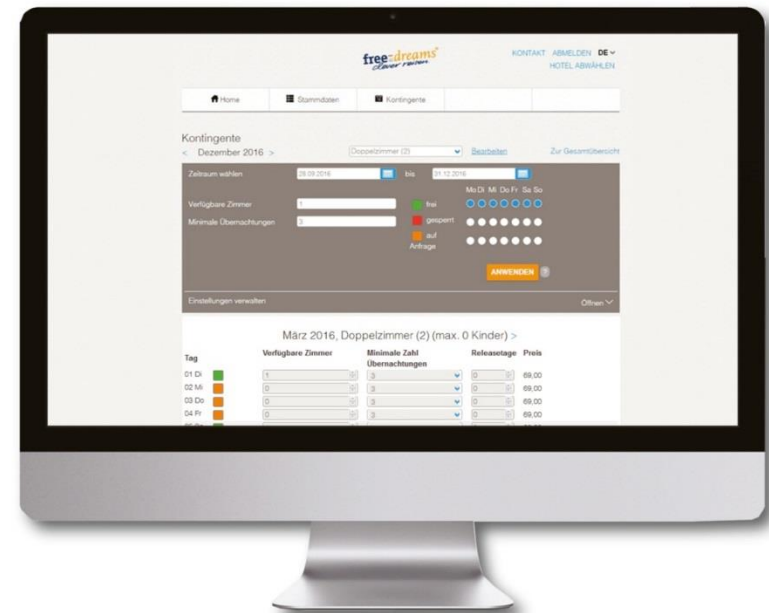 freedreams®
clever reisen
KONTAKT ABMELDEN DE
HOTEL ABWÄHLEN
Home Stammdaten Kontingente
Kontingente
< Dezember 2016 > Doppelzimmer (2) Bearbeiten Zur Gesamtübersicht
Zeitraum wählen 29.09.2016 bis 31.12.2016
Mo Di Mi Do Fr Sa So
Verfügbare Zimmer 1 frei
Minimale Übernachtungen 3 gesperrt
auf
Anfrage
ANWENDEN ?
Einstellungen verwalten Öffnen
März 2016, Doppelzimmer (2) (max. 0 Kinder) >
Tag Verfügbare Zimmer Minimale Zahl Releasetage Preis
Übernachtungen
01 Di 1 3 0 69,00
02 Mi 0 3 0 69,00
03 Do 0 3 0 69,00
04 Fr 0 3 0 69,00